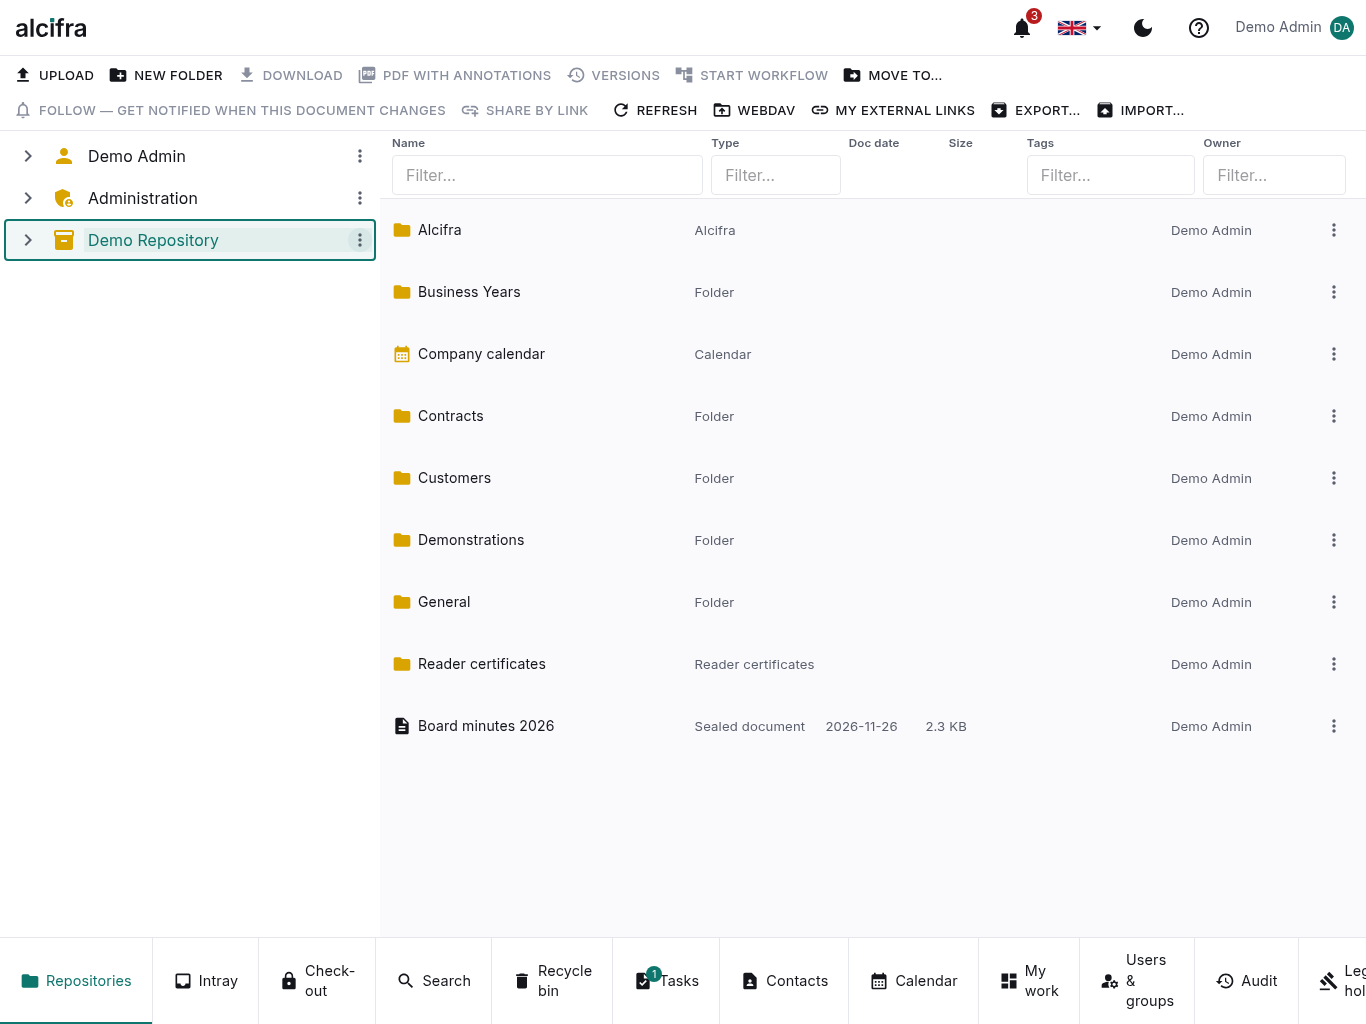 alcifra
3
Demo Admin DA
UPLOAD NEW FOLDER DOWNLOAD PDF WITH ANNOTATIONS VERSIONS START WORKFLOW MOVE TO...
FOLLOW — GET NOTIFIED WHEN THIS DOCUMENT CHANGES SHARE BY LINK REFRESH WEBDAV MY EXTERNAL LINKS EXPORT... IMPORT...
Demo Admin
Administration
Demo Repository
Name Type Doc date Size Tags Owner
Filter... Filter... Filter... Filter...
Alcifra Alcifra Demo Admin
Business Years Folder Demo Admin
Company calendar Calendar Demo Admin
Contracts Folder Demo Admin
Customers Folder Demo Admin
Demonstrations Folder Demo Admin
General Folder Demo Admin
Reader certificates Reader certificates Demo Admin
Board minutes 2026 Sealed document 2026-11-26 2.3 KB Demo Admin
Repositories
Intray
Check-
out
Search
Recycle
bin
1
Tasks
Contacts
Calendar
My
work
Users
&
groups
Audit